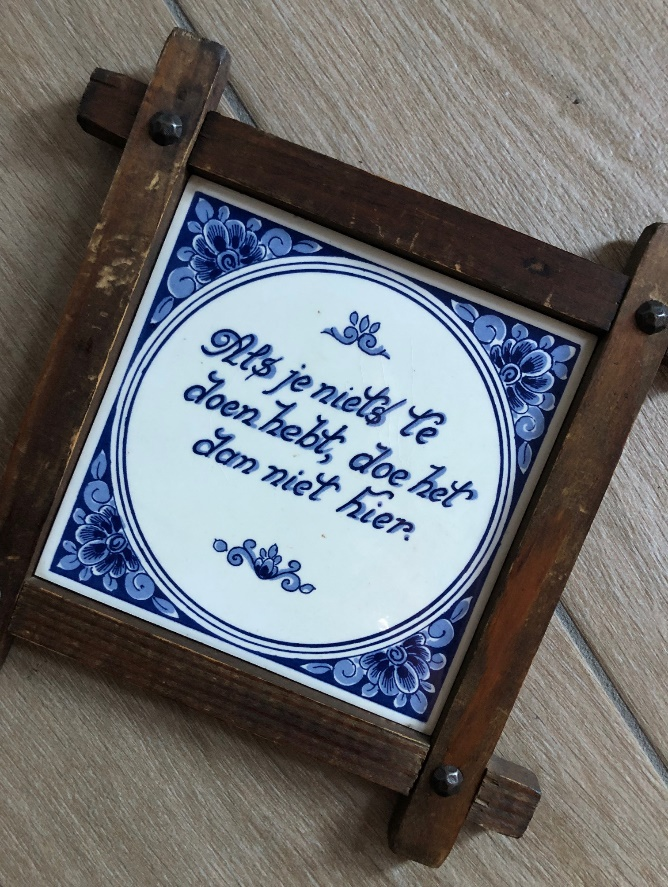 Als je niets te
doen hebt, doe het
dan niet hier.